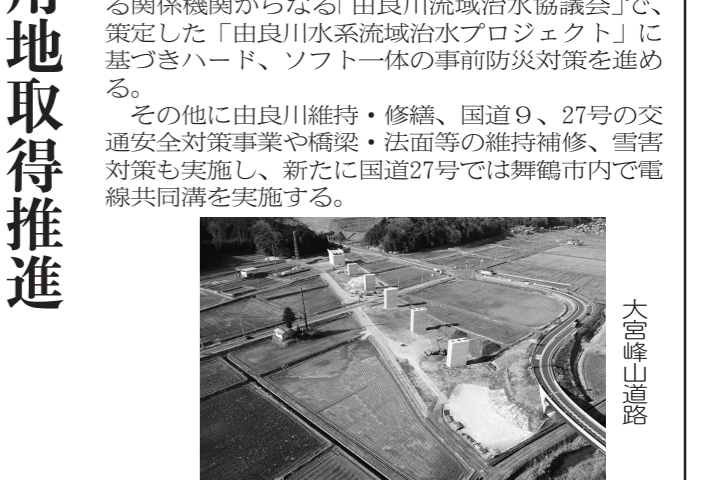 用地取得推進
る関係機関からなる「由良川流域治水協議会」で、
策定した「由良川水系流域治水プロジェクト」に
基づきハード、ソフト一体の事前防災対策を進め
る。
　その他に由良川維持・修繕、国道９、27号の交
通安全対策事業や橋梁・法面等の維持補修、雪害
対策も実施し、新たに国道27号では舞鶴市内で電
線共同溝を実施する。
大宮峰山道路